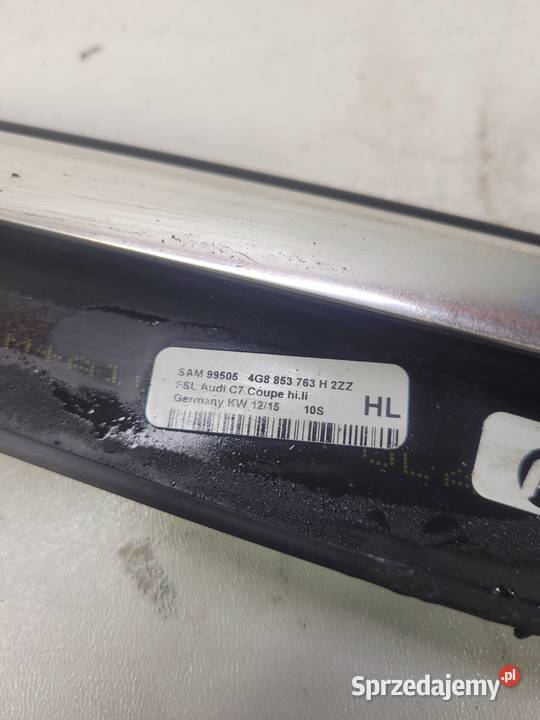 SAM 99505 4G8 853 763 H 2ZZ
FSL Audi C7 Coupe hi.li
Germany KW 12/15 10S
HL
Sprzedajemy.pl